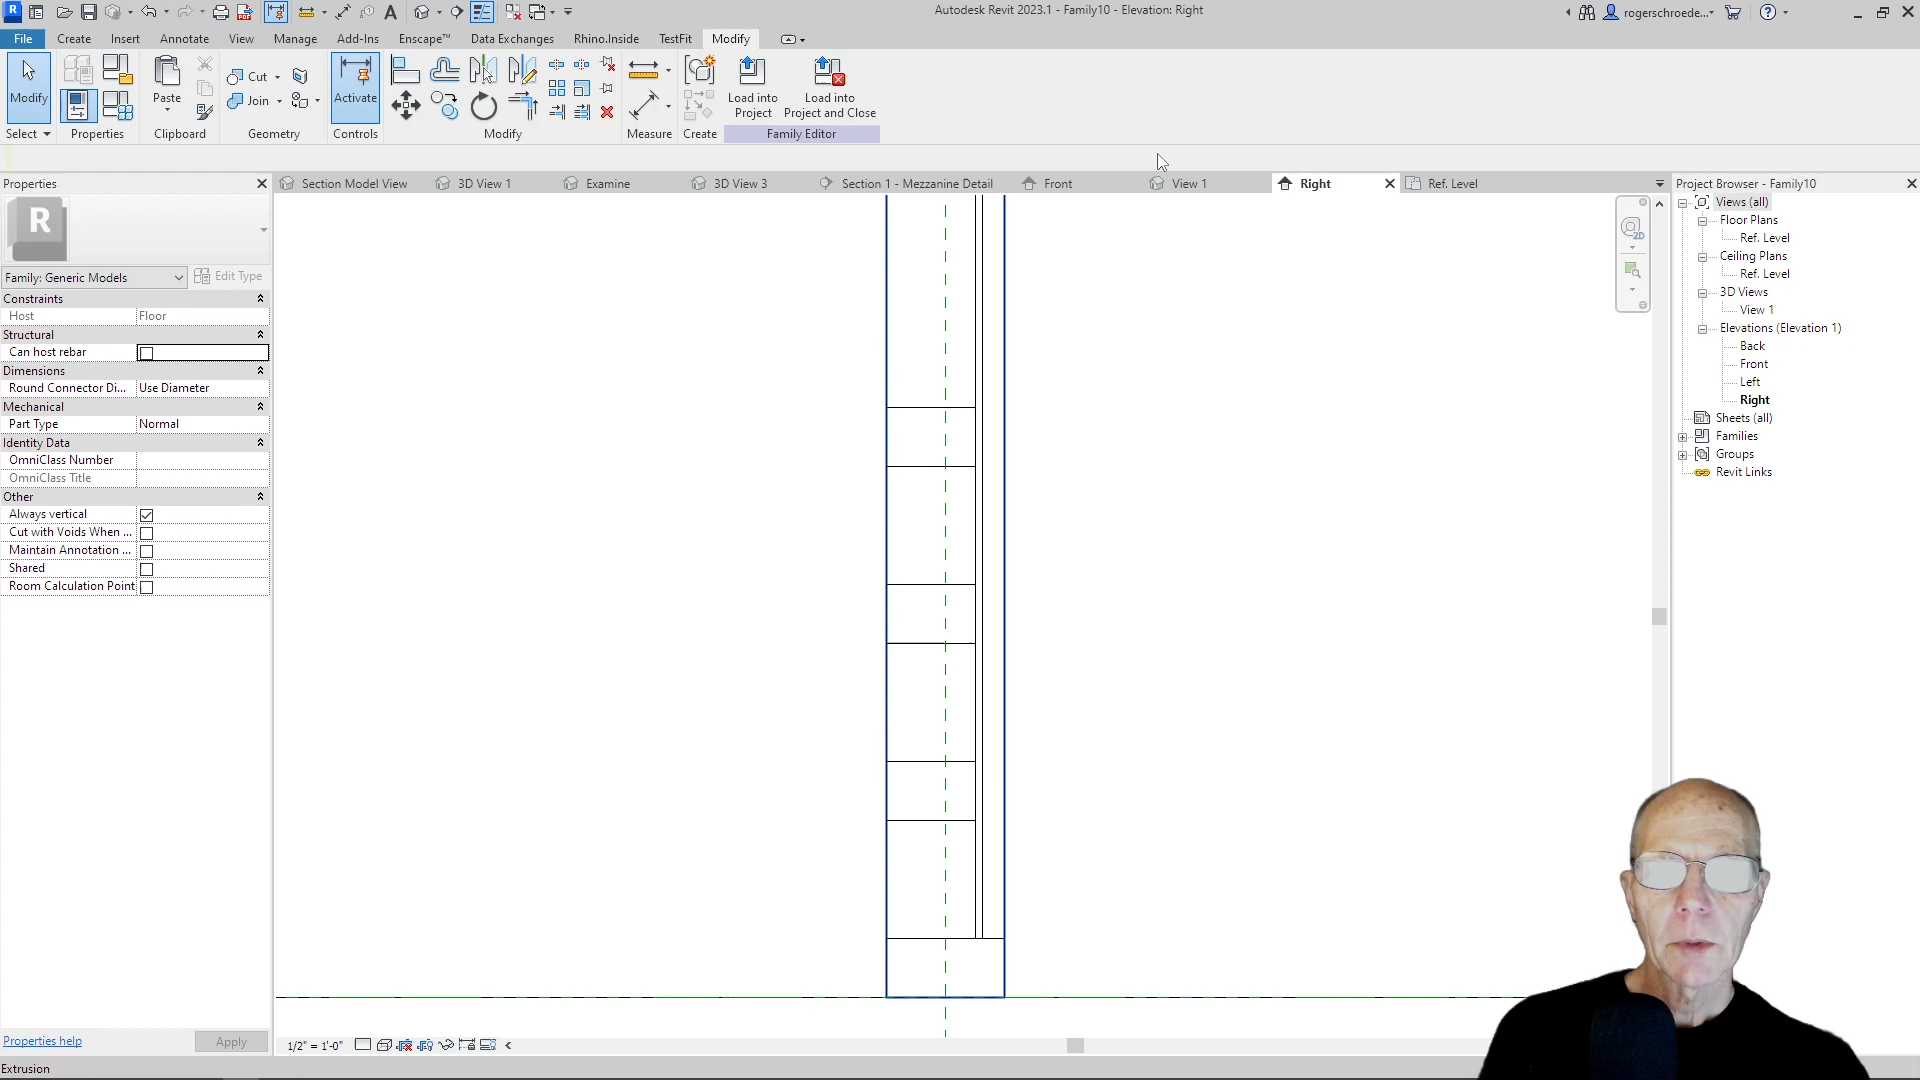 Autodesk Revit 2023.1 - Family10 - Elevation: Right
rogerschroede...
File Create Insert Annotate View Manage Add-Ins Enscape™ Data Exchanges Rhino.Inside TestFit Modify
Modify
Paste
Cut
Join
Activate
Load into Project
Load into Project and Close
Select Properties Clipboard Geometry Controls Modify Measure Create Family Editor
Properties
Section Model View 3D View 1 Examine 3D View 3 Section 1 - Mezzanine Detail Front View 1 Right Ref. Level
Project Browser - Family10
R
Family: Generic Models
Edit Type
Constraints
Host Floor
Structural
Can host rebar
Dimensions
Round Connector Di... Use Diameter
Mechanical
Part Type Normal
Identity Data
OmniClass Number
OmniClass Title
Other
Always vertical
Cut with Voids When ...
Maintain Annotation ...
Shared
Room Calculation Point
Properties help
Apply
Extrusion
1/2" = 1'-0"
2D
Views (all)
Floor Plans
Ref. Level
Ceiling Plans
Ref. Level
3D Views
View 1
Elevations (Elevation 1)
Back
Front
Left
Right
Sheets (all)
Families
Groups
Revit Links